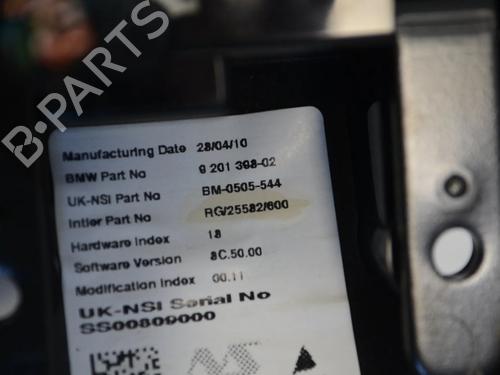 B-PARTS
Manufacturing Date 28/04/10
BMW Part No 9 201 398-02
UK-NSI Part No BM-0505-544
Intier Part No RG/25582/600
Hardware Index 18
Software Version 8C.50.00
Modification Index 00.11
UK-NSI Serial No
SS00809000